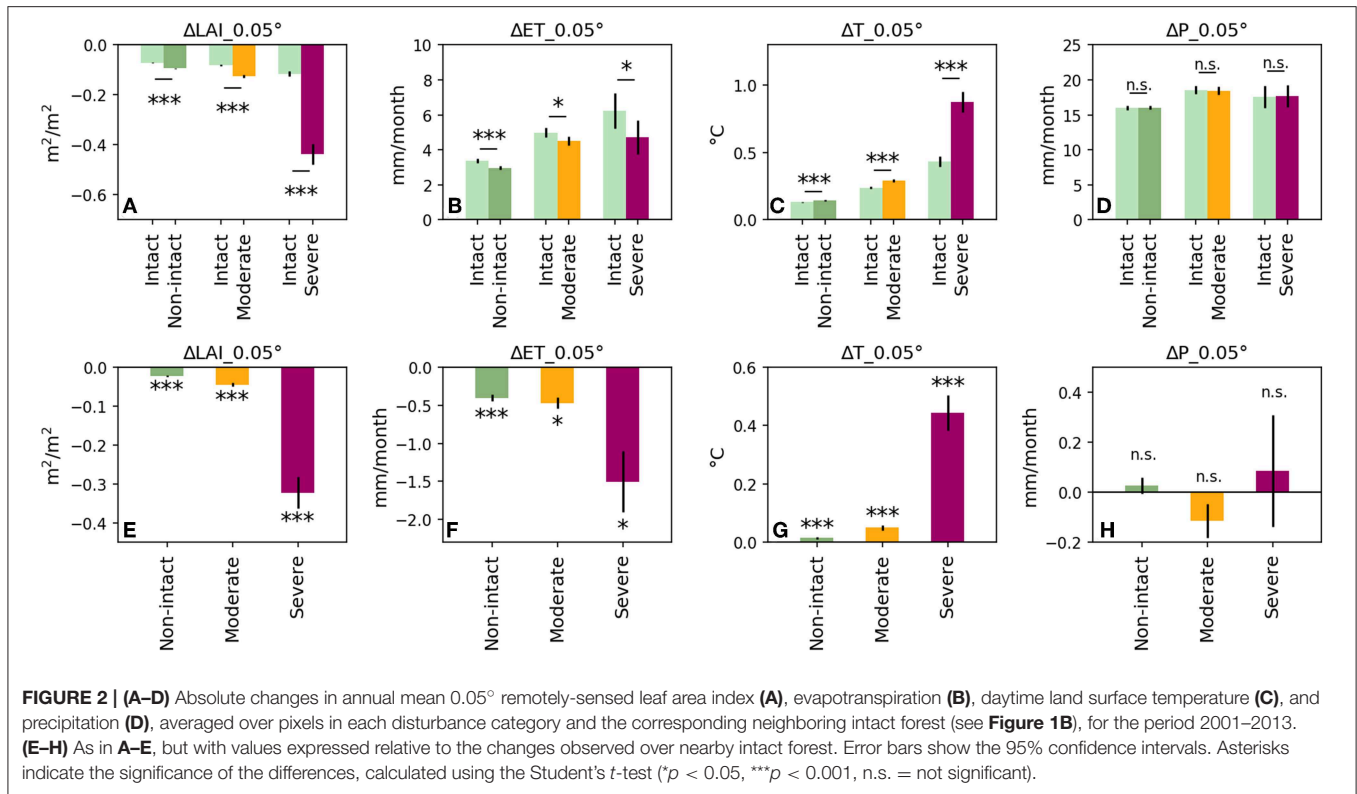 ΔLAI_0.05°
ΔET_0.05°
ΔT_0.05°
ΔP_0.05°
m²/m²
0.0
−0.2
−0.4
−0.6
***
***
***
A
Intact
Non-intact
Intact
Moderate
Intact
Severe
mm/month
10
8
6
4
2
0
***
*
*
B
Intact
Non-intact
Intact
Moderate
Intact
Severe
°C
1.0
0.5
0.0
***
***
***
C
Intact
Non-intact
Intact
Moderate
Intact
Severe
mm/month
25
20
15
10
5
0
n.s.
n.s.
n.s.
D
Intact
Non-intact
Intact
Moderate
Intact
Severe
ΔLAI_0.05°
ΔET_0.05°
ΔT_0.05°
ΔP_0.05°
m²/m²
0.0
−0.1
−0.2
−0.3
−0.4
***
***
***
E
Non-intact
Moderate
Severe
mm/month
0.0
−0.5
−1.0
−1.5
−2.0
***
*
*
F
Non-intact
Moderate
Severe
°C
0.6
0.4
0.2
0.0
***
***
***
G
Non-intact
Moderate
Severe
mm/month
0.4
0.2
0.0
−0.2
n.s.
n.s.
n.s.
H
Non-intact
Moderate
Severe
FIGURE 2 | (A–D) Absolute changes in annual mean 0.05° remotely-sensed leaf area index (A), evapotranspiration (B), daytime land surface temperature (C), and
precipitation (D), averaged over pixels in each disturbance category and the corresponding neighboring intact forest (see Figure 1B), for the period 2001–2013.
(E–H) As in A–E, but with values expressed relative to the changes observed over nearby intact forest. Error bars show the 95% confidence intervals. Asterisks
indicate the significance of the differences, calculated using the Student's t-test (*p < 0.05, ***p < 0.001, n.s. = not significant).